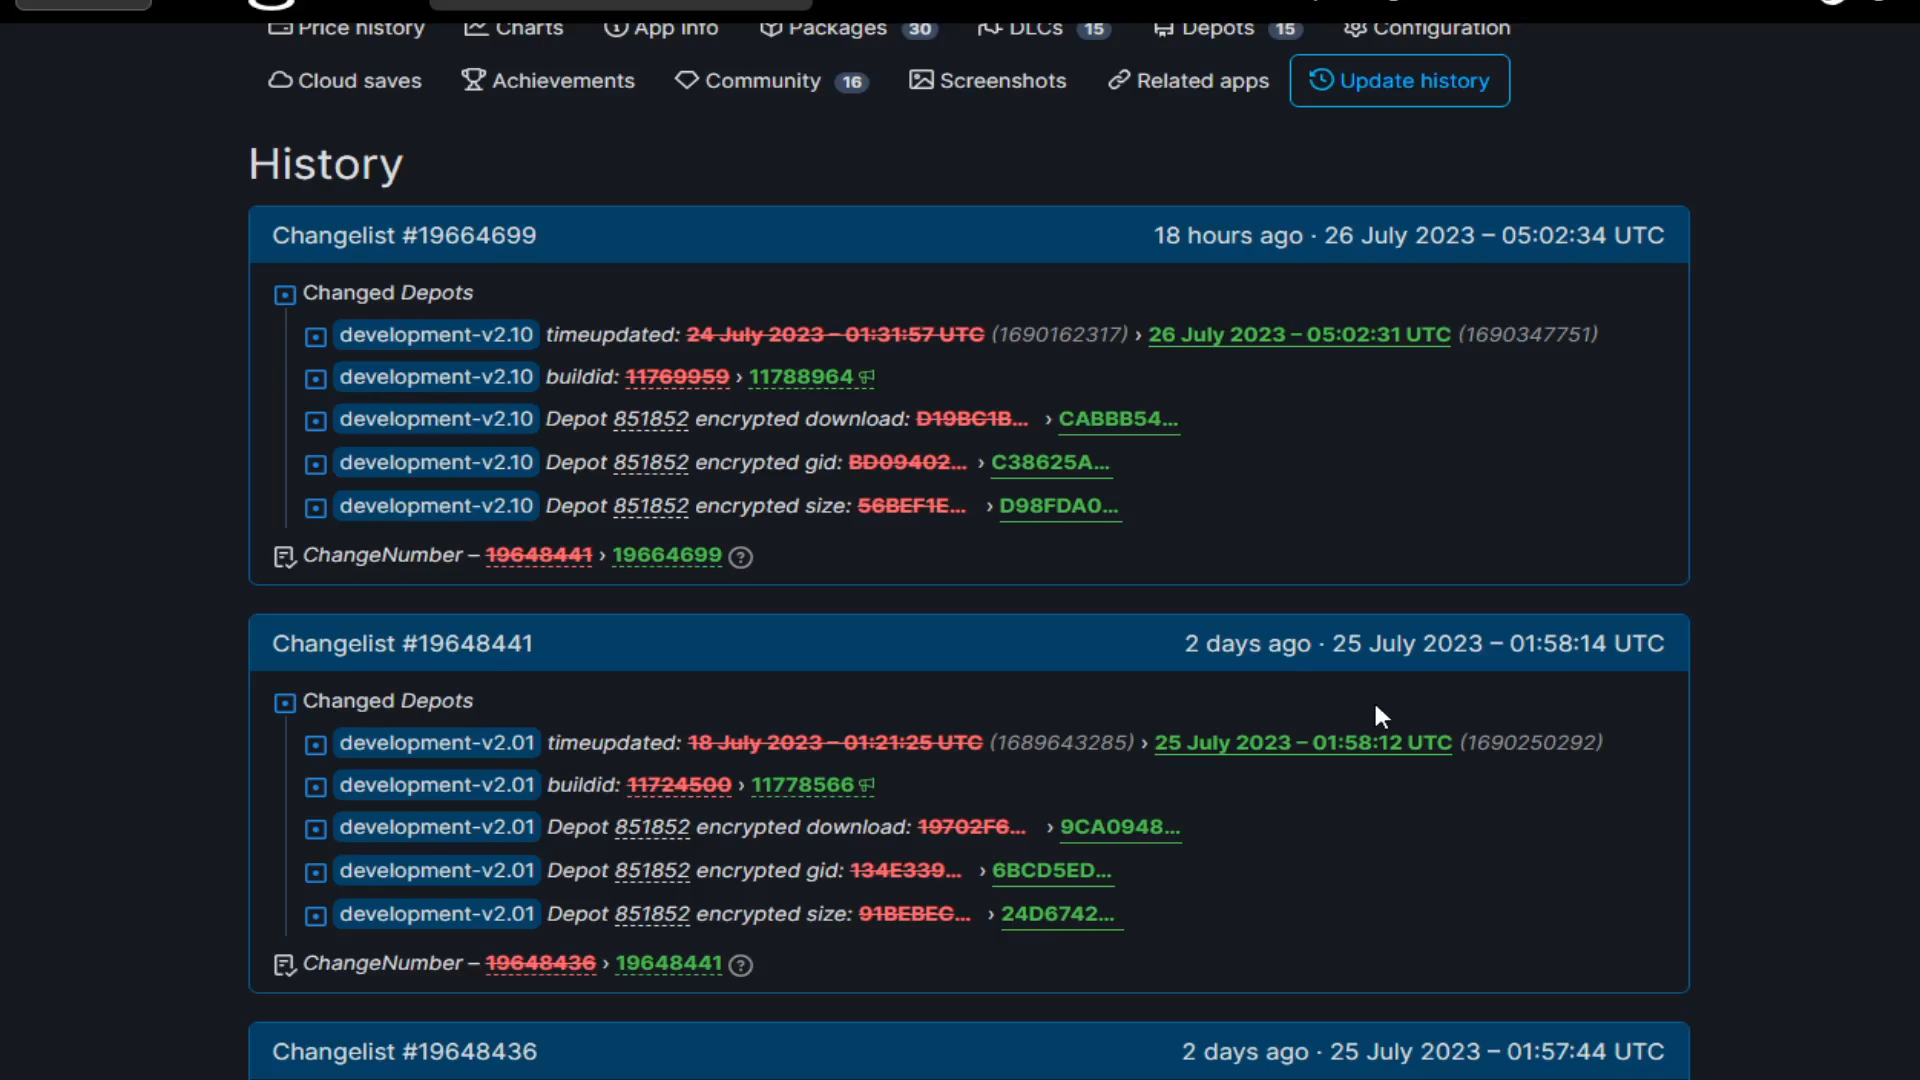 Price history Charts App info Packages 30 DLCs 15 Depots 15 Configuration
Cloud saves Achievements Community 16 Screenshots Related apps Update history
History
Changelist #19664699 18 hours ago · 26 July 2023 – 05:02:34 UTC
Changed Depots
development-v2.10 timeupdated: 24 July 2023 – 01:31:57 UTC (1690162317) › 26 July 2023 – 05:02:31 UTC (1690347751)
development-v2.10 buildid: 11769959 › 11788964
development-v2.10 Depot 851852 encrypted download: D19BC1B... › CABBB54...
development-v2.10 Depot 851852 encrypted gid: BD09402... › C38625A...
development-v2.10 Depot 851852 encrypted size: 56BEF1E... › D98FDA0...
ChangeNumber – 19648441 › 19664699 ?
Changelist #19648441 2 days ago · 25 July 2023 – 01:58:14 UTC
Changed Depots
development-v2.01 timeupdated: 18 July 2023 – 01:21:25 UTC (1689643285) › 25 July 2023 – 01:58:12 UTC (1690250292)
development-v2.01 buildid: 11724500 › 11778566
development-v2.01 Depot 851852 encrypted download: 19702F6... › 9CA0948...
development-v2.01 Depot 851852 encrypted gid: 134E339... › 6BCD5ED...
development-v2.01 Depot 851852 encrypted size: 91BEBEC... › 24D6742...
ChangeNumber – 19648436 › 19648441 ?
Changelist #19648436 2 days ago · 25 July 2023 – 01:57:44 UTC